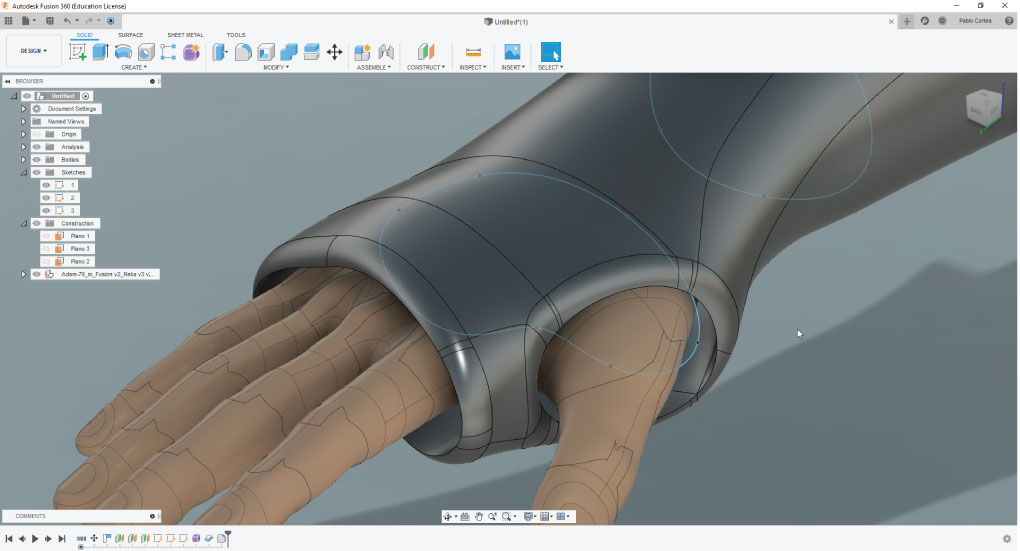 Autodesk Fusion 360 (Education License)
Untitled*(1)
Pablo Cortes
DESIGN
SOLID SURFACE SHEET METAL TOOLS
CREATE MODIFY ASSEMBLE CONSTRUCT INSPECT INSERT SELECT
BROWSER
Untitled
Document Settings
Named Views
Origin
Analysis
Bodies
Sketches
1
2
3
Construction
Plano 1
Plano 3
Plano 2
Adam-78_in_Fusion v2_Reka v3 v...
BACK
COMMENTS